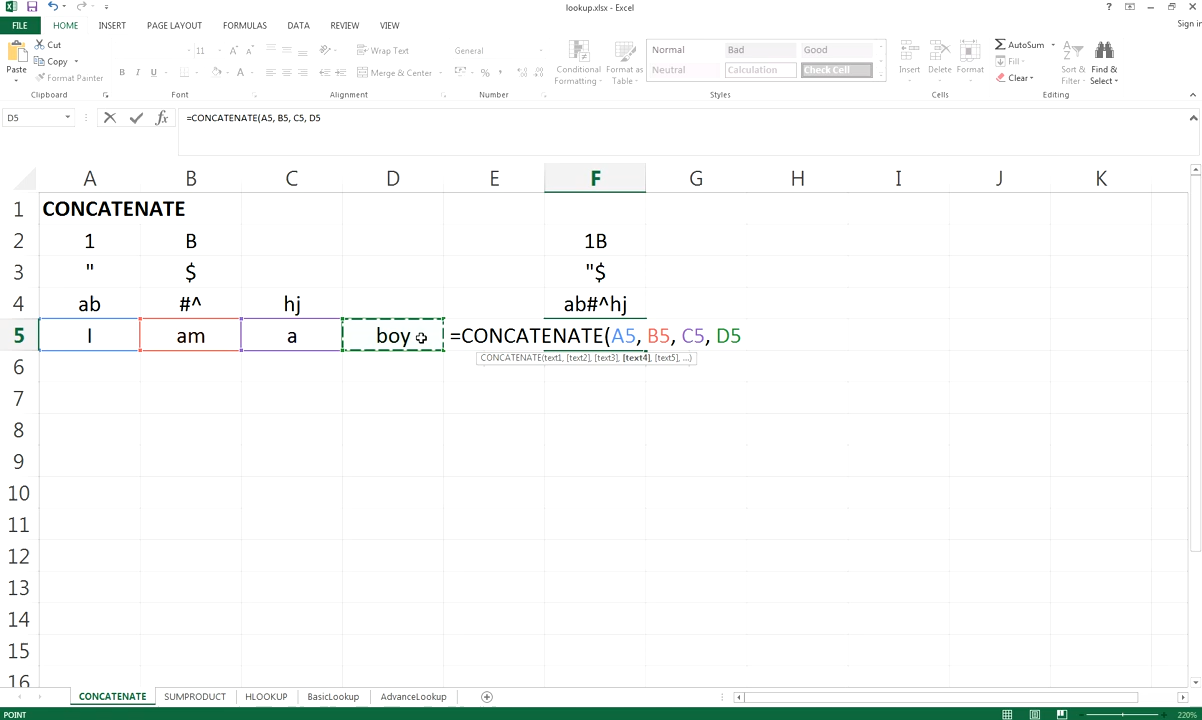 lookup.xlsx - Excel
?
Sign in
FILE HOME INSERT PAGE LAYOUT FORMULAS DATA REVIEW VIEW
Paste
Cut
Copy
Format Painter
Clipboard
11 A A
B I U A
Font
Wrap Text
Merge & Center
Alignment
General
% ,
Number
Conditional Formatting
Format as Table
Normal Bad Good
Neutral Calculation Check Cell
Styles
Insert Delete Format
Cells
AutoSum
Fill
Clear
Sort & Filter
Find & Select
Editing
D5 fx =CONCATENATE(A5, B5, C5, D5
A B C D E F G H I J K
1 CONCATENATE
2 1 B 1B
3 " $ "$
4 ab #^ hj ab#^hj
5 I am a boy =CONCATENATE(A5, B5, C5, D5
CONCATENATE(text1, [text2], [text3], [text4], [text5], ...)
6
7
8
9
10
11
12
13
14
15
16
CONCATENATE SUMPRODUCT HLOOKUP BasicLookup AdvanceLookup
POINT 220%